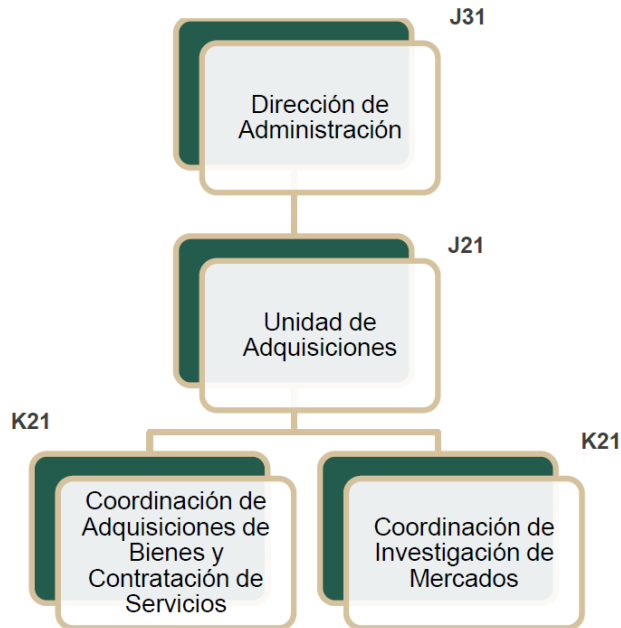 J31
Dirección de
Administración
J21
Unidad de
Adquisiciones
K21
K21
Coordinación de
Adquisiciones de
Bienes y
Contratación de
Servicios
Coordinación de
Investigación de
Mercados